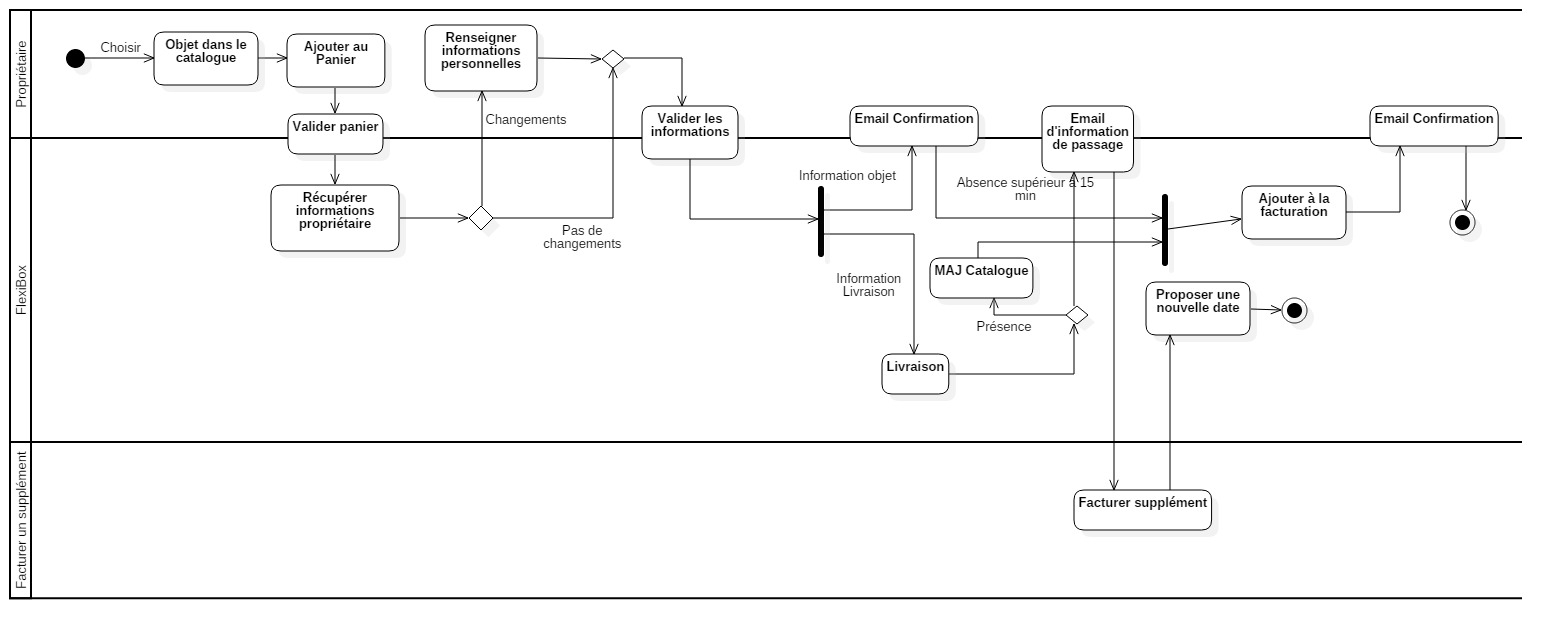 Propriétaire
Choisir
Objet dans le
catalogue
Ajouter au
Panier
Renseigner
informations
personnelles
Valider panier
Changements
Valider les
informations
Email Confirmation
Email
d'information
de passage
Email Confirmation
FlexiBox
Récupérer
informations
propriétaire
Pas de
changements
Information objet
Absence supérieur à 15
min
Ajouter à la
facturation
Information
Livraison
MAJ Catalogue
Présence
Proposer une
nouvelle date
Livraison
Facturer un supplément
Facturer supplément